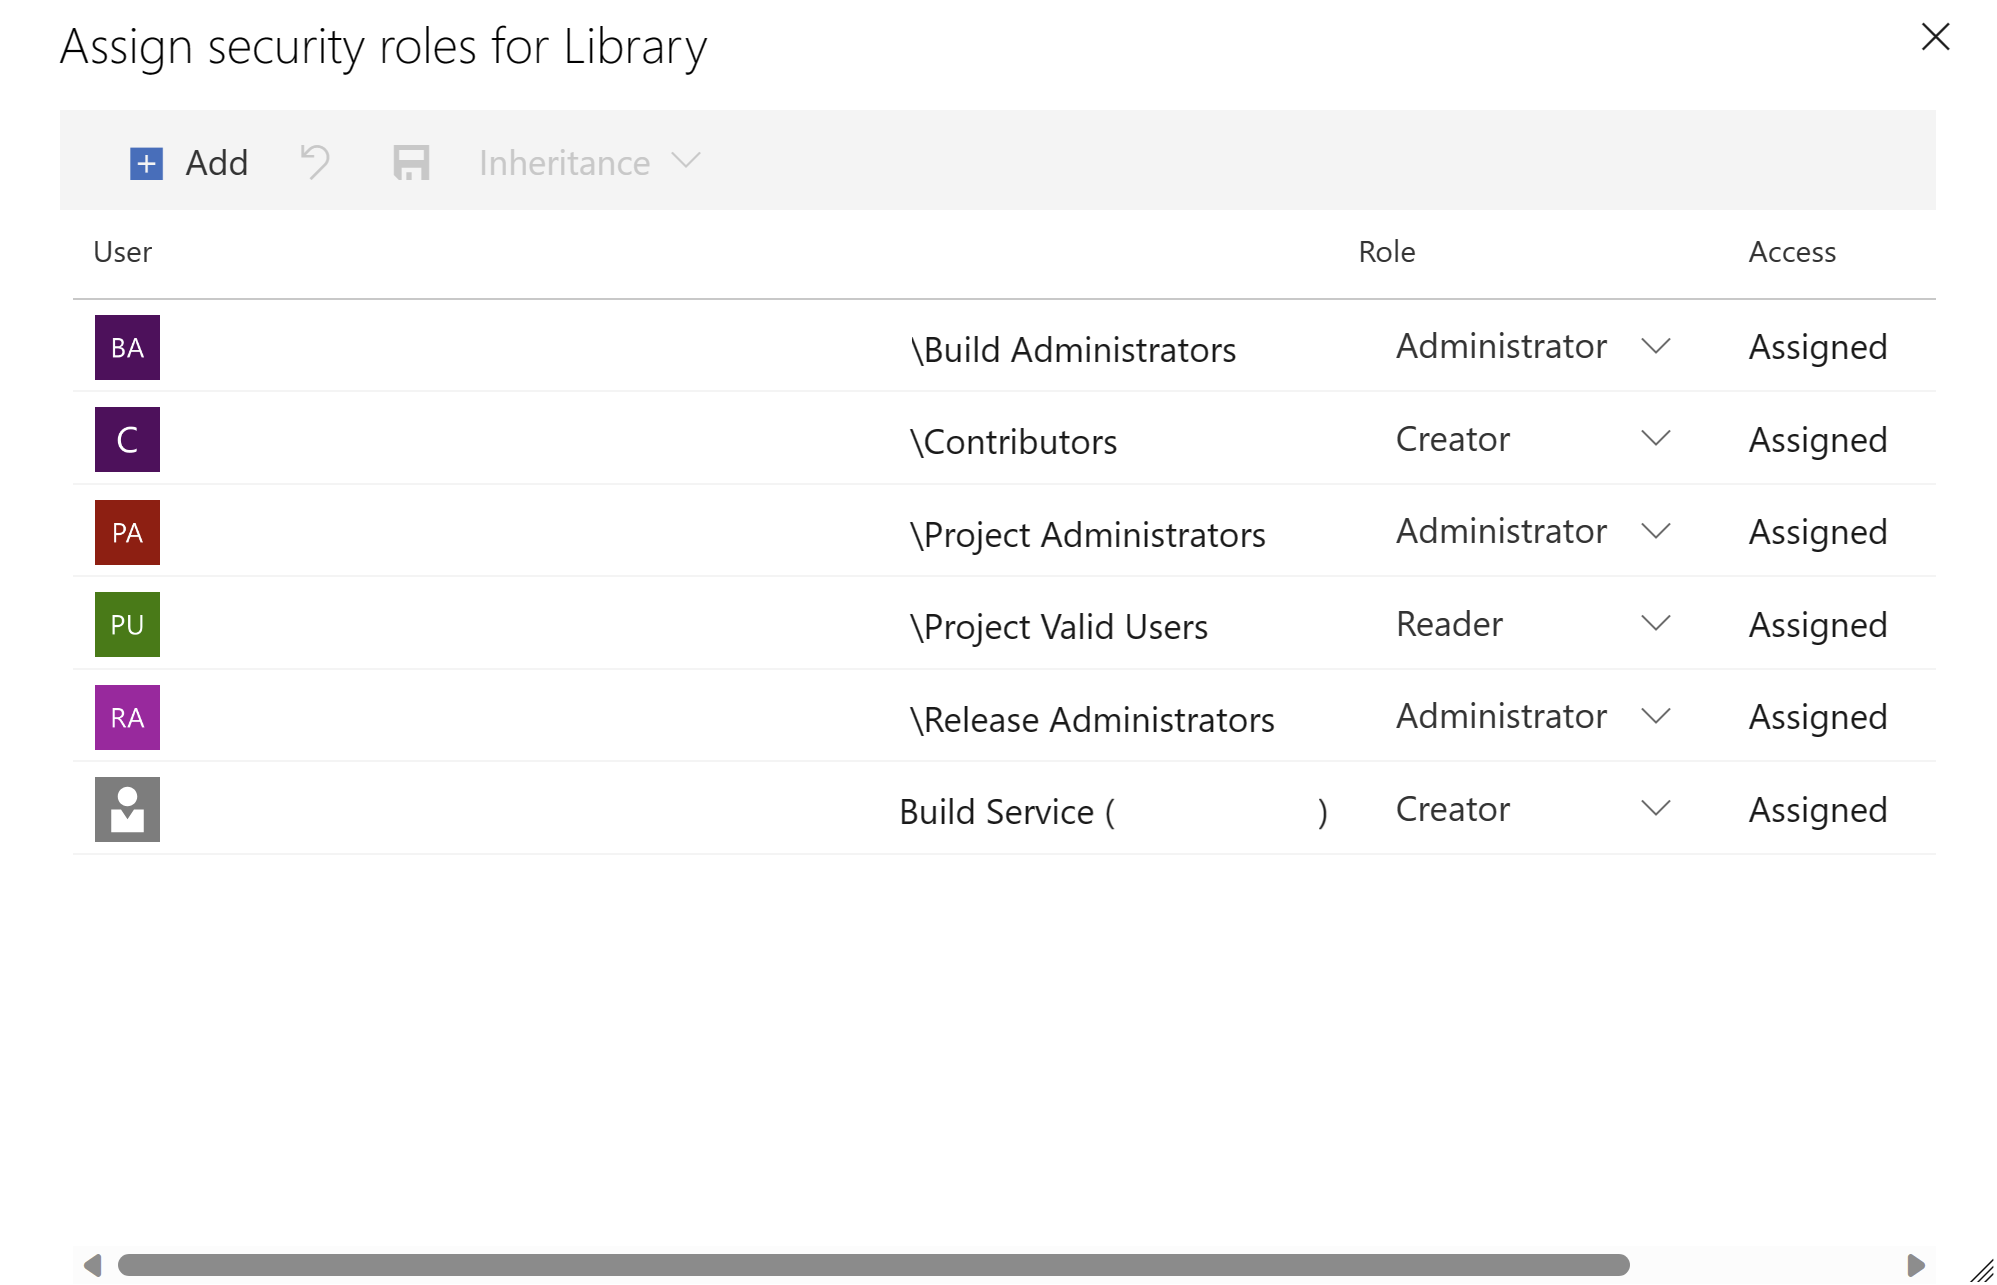 Assign security roles for Library
Add Inheritance
User Role Access
BA \Build Administrators Administrator Assigned
C \Contributors Creator Assigned
PA \Project Administrators Administrator Assigned
PU \Project Valid Users Reader Assigned
RA \Release Administrators Administrator Assigned
Build Service ( ) Creator Assigned